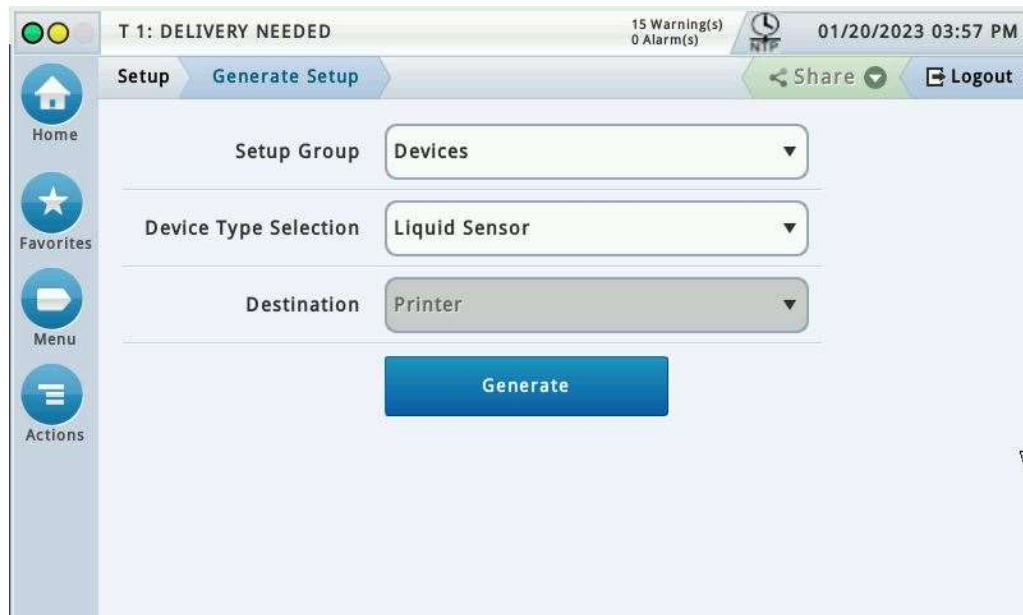 T 1: DELIVERY NEEDED
15 Warning(s)
0 Alarm(s)
NTP
01/20/2023 03:57 PM
Setup
Generate Setup
Share
Logout
Home
Setup Group
Devices
Favorites
Device Type Selection
Liquid Sensor
Menu
Destination
Printer
Actions
Generate